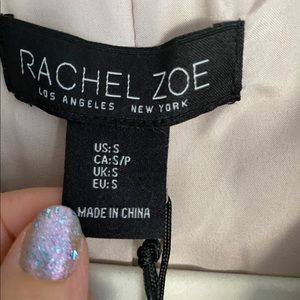 RACHEL ZOE
LOS ANGELES NEW YORK
US: S
CA: S/P
UK: S
EU: S
MADE IN CHINA